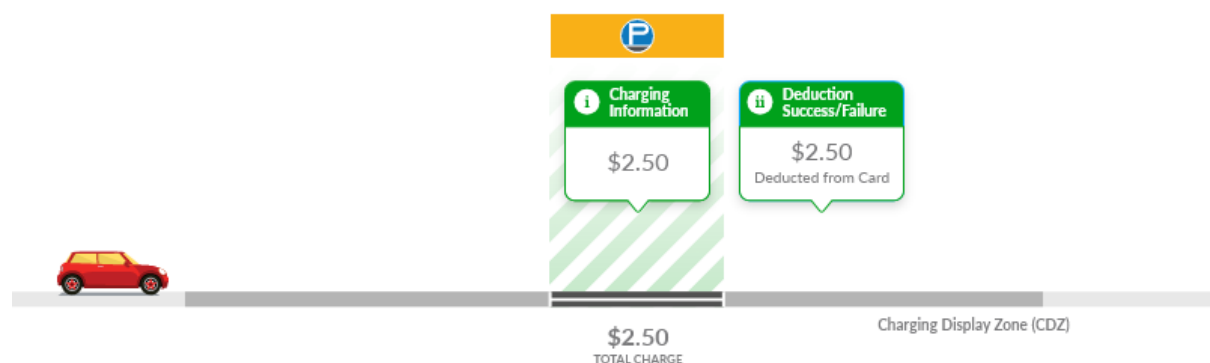 P
i
Charging
Information
$2.50
ii
Deduction
Success/Failure
$2.50
Deducted from Card
Charging Display Zone (CDZ)
$2.50
TOTAL CHARGE